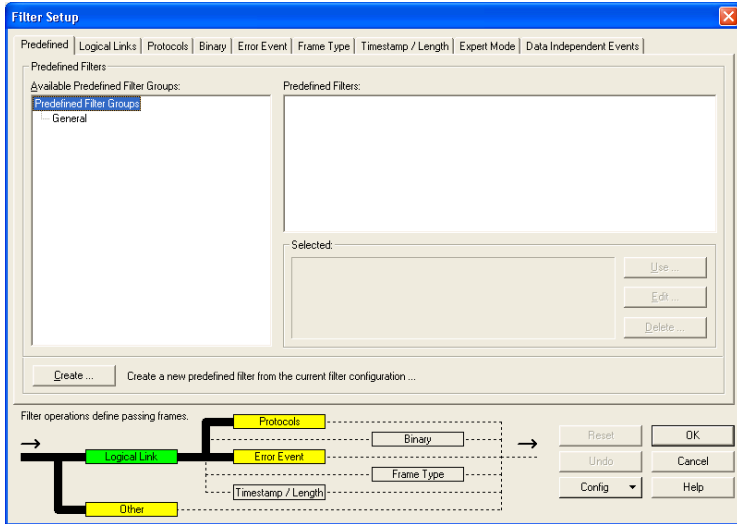 Filter Setup
Predefined Logical Links Protocols Binary Error Event Frame Type Timestamp / Length Expert Mode Data Independent Events
Predefined Filters
Available Predefined Filter Groups:
Predefined Filter Groups
General
Predefined Filters:
Selected:
Use ...
Edit ...
Delete ...
Create ... Create a new predefined filter from the current filter configuration ...
Filter operations define passing frames.
Protocols
Binary
Logical Link
Error Event
Frame Type
Timestamp / Length
Other
Reset
OK
Undo
Cancel
Config
Help